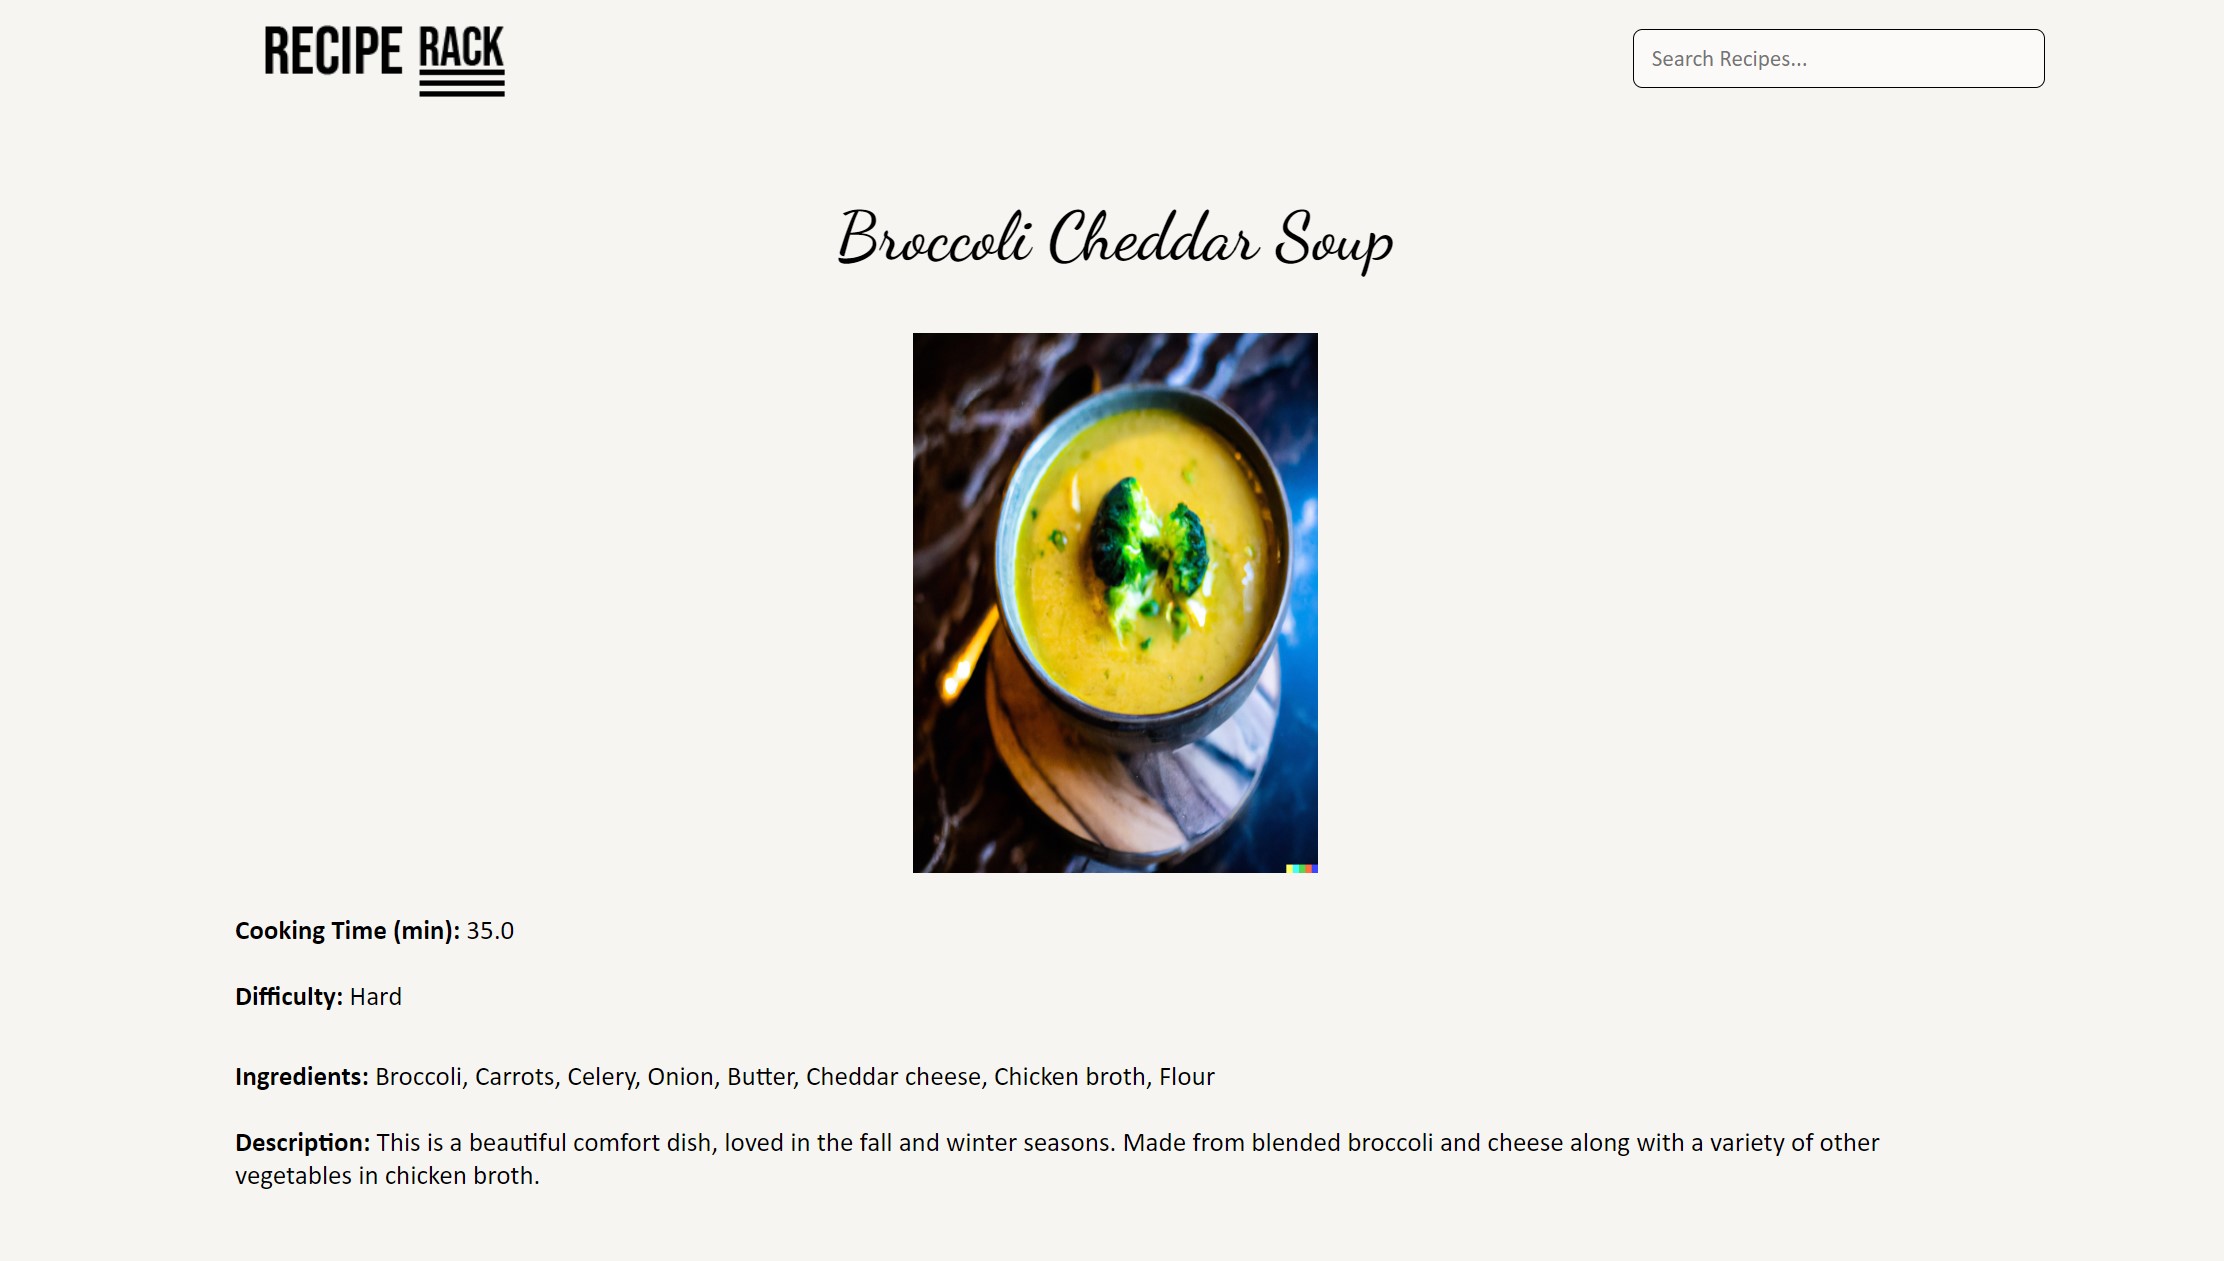 RECIPE RACK
Search Recipes...
Broccoli Cheddar Soup
Cooking Time (min): 35.0
Difficulty: Hard
Ingredients: Broccoli, Carrots, Celery, Onion, Butter, Cheddar cheese, Chicken broth, Flour
Description: This is a beautiful comfort dish, loved in the fall and winter seasons. Made from blended broccoli and cheese along with a variety of other
vegetables in chicken broth.